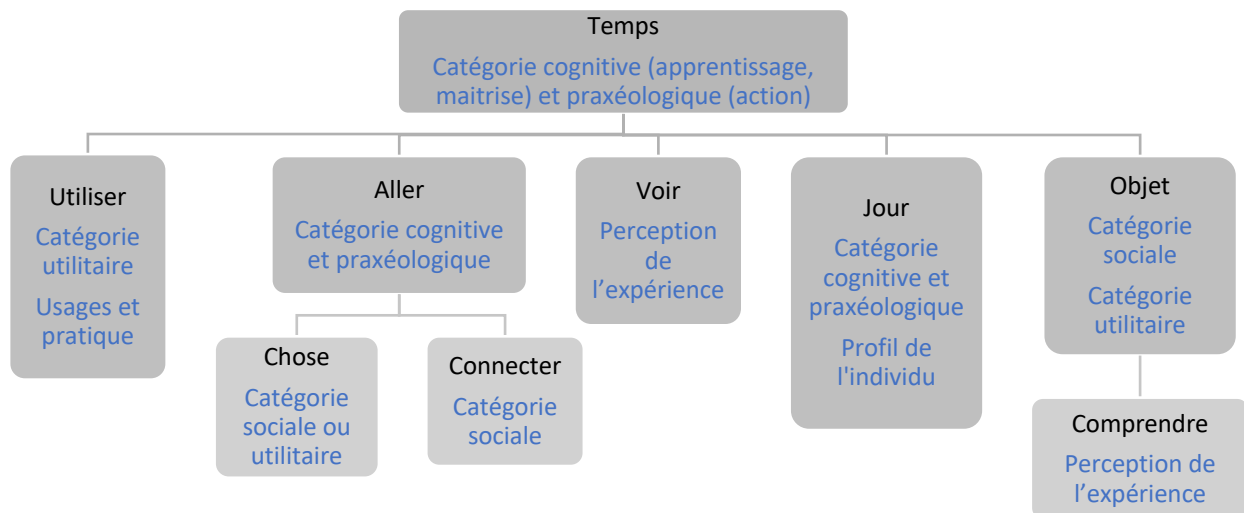 Temps
Catégorie cognitive (apprentissage,
maitrise) et praxéologique (action)
Utiliser
Catégorie
utilitaire
Usages et
pratique
Aller
Catégorie cognitive
et praxéologique
Voir
Perception
de
l’expérience
Jour
Catégorie
cognitive et
praxéologique
Profil de
l'individu
Objet
Catégorie
sociale
Catégorie
utilitaire
Chose
Catégorie
sociale ou
utilitaire
Connecter
Catégorie
sociale
Comprendre
Perception de
l’expérience